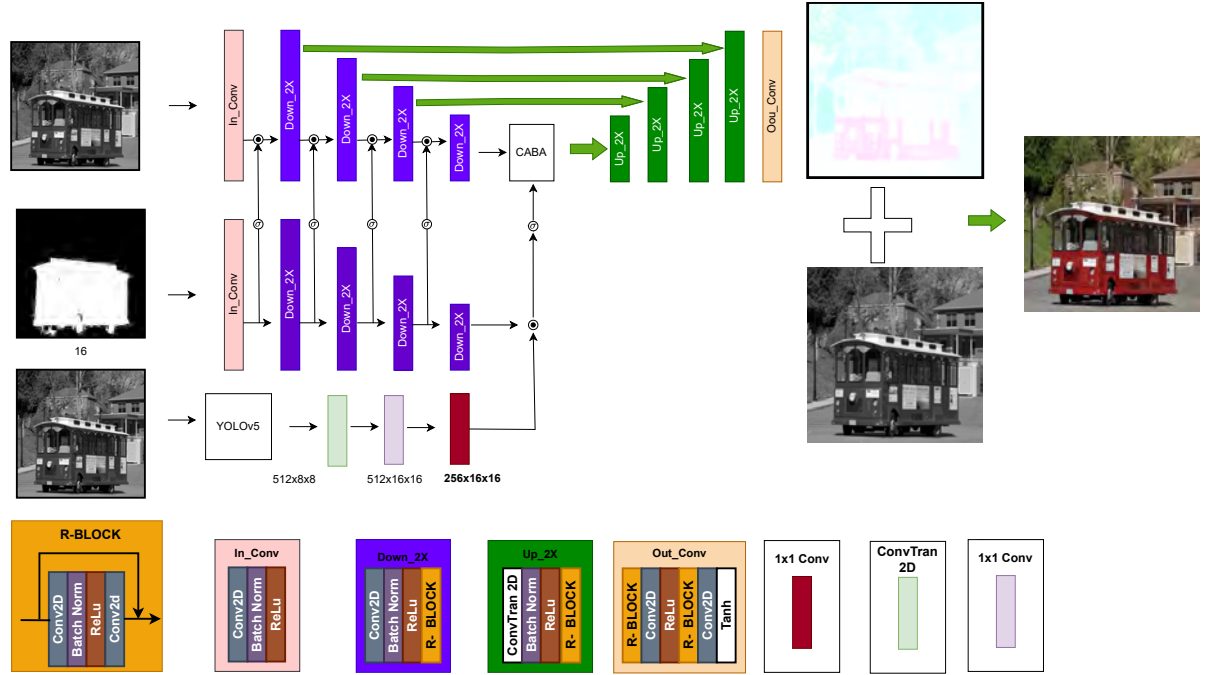 In_Conv
Down_2X
Down_2X
Down_2X
Down_2X
CABA
Up_2X
Up_2X
Up_2X
Up_2X
Oou_Conv
σ
σ
σ
σ
σ
In_Conv
Down_2X
Down_2X
Down_2X
Down_2X
16
YOLOv5
512x8x8
512x16x16
256x16x16
R-BLOCK
Conv2D
Batch Norm
ReLu
Conv2d
In_Conv
Conv2D
Batch Norm
ReLu
Down_2X
Conv2D
Batch Norm
ReLu
R- BLOCK
Up_2X
ConvTran 2D
Batch Norm
ReLu
R- BLOCK
Out_Conv
R- BLOCK
Conv2D
ReLu
R- BLOCK
Conv2D
Tanh
1x1 Conv
ConvTran
2D
1x1 Conv